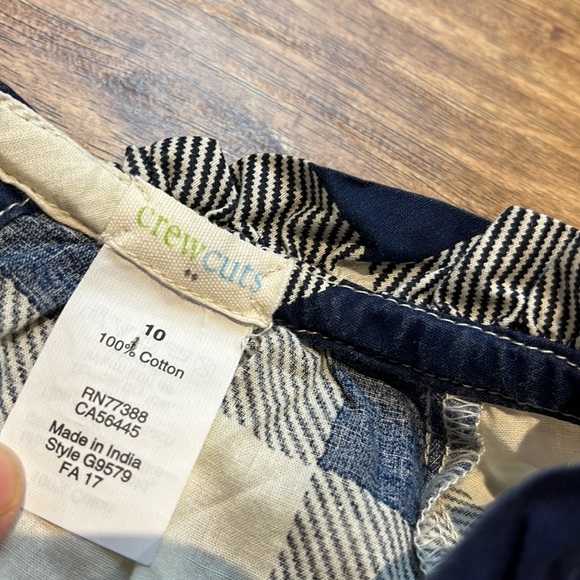 crewcuts
10
100% Cotton
RN77388
CA56445
Made in India
Style G9579
FA 17